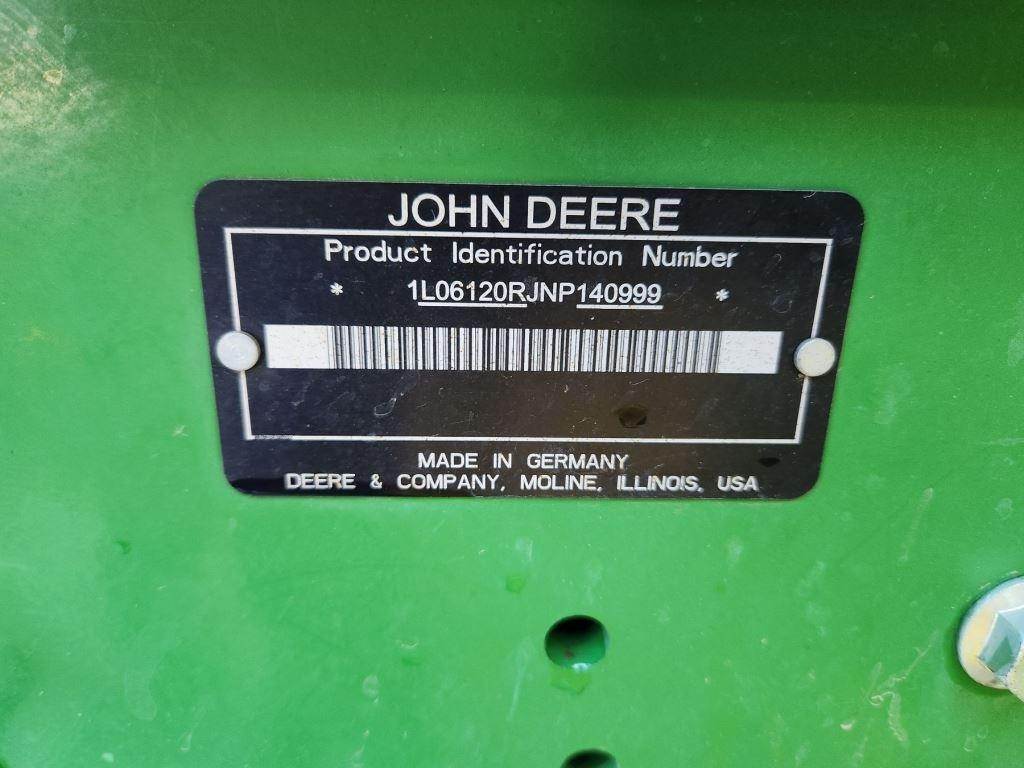 JOHN DEERE
Product Identification Number
* 1L06120RJNP140999 *
MADE IN GERMANY
DEERE & COMPANY, MOLINE, ILLINOIS, USA